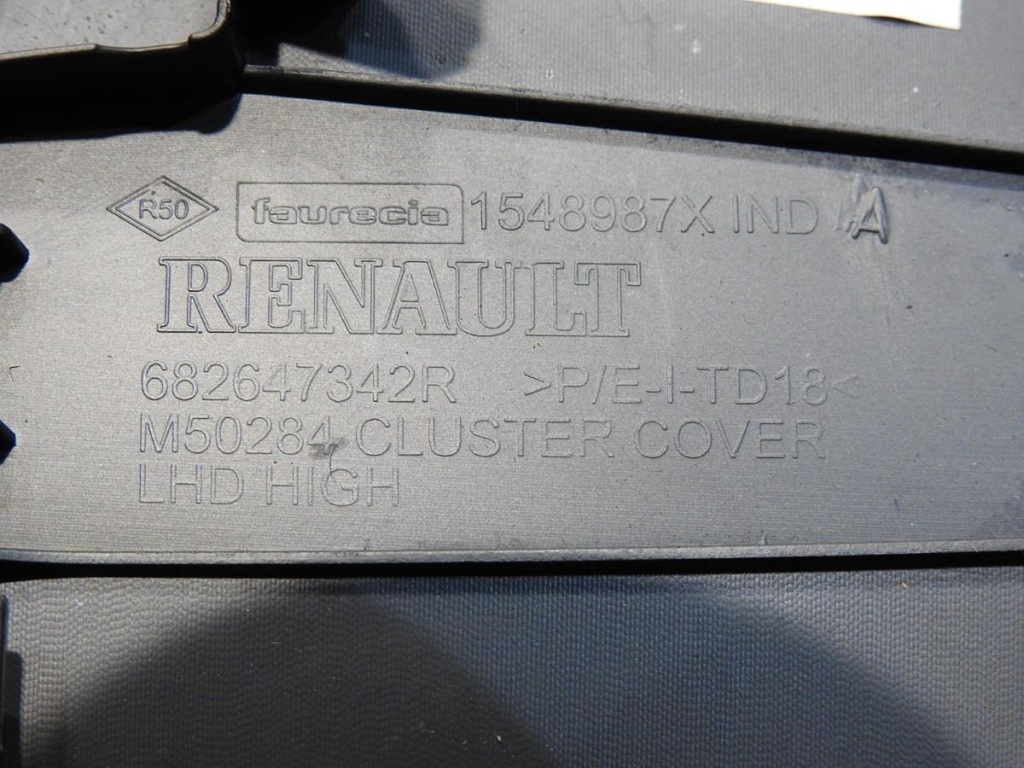 R50 faurecia 1548987X IND A
RENAULT
682647342R >P/E-I-TD18<
M50284 CLUSTER COVER
LHD HIGH